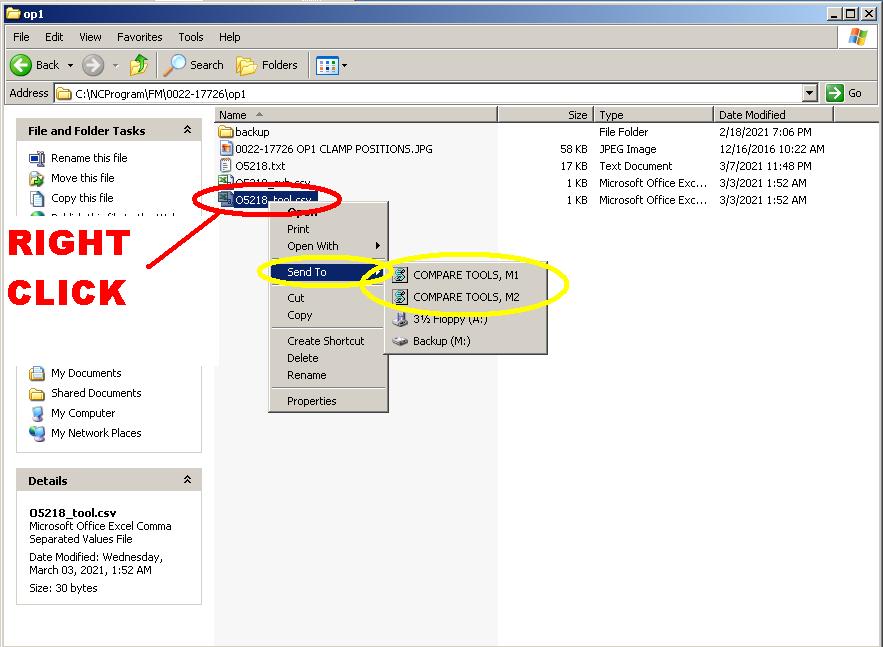 op1
File Edit View Favorites Tools Help
Back Search Folders
Address C:\NCProgram\FM\0022-17726\op1 Go
Name Size Type Date Modified
File and Folder Tasks
Rename this file
Move this file
Copy this file
backup File Folder 2/18/2021 7:06 PM
0022-17726 OP1 CLAMP POSITIONS.JPG 58 KB JPEG Image 12/16/2016 10:22 AM
O5218.txt 17 KB Text Document 3/7/2021 11:48 PM
1 KB Microsoft Office Exc... 3/3/2021 1:52 AM
O5218_tool.csv 1 KB Microsoft Office Exc... 3/3/2021 1:52 AM
RIGHT
CLICK
Open
Print
Open With
Send To
Cut
Copy
Create Shortcut
Delete
Rename
Properties
COMPARE TOOLS, M1
COMPARE TOOLS, M2
3½ Floppy (A:)
Backup (M:)
My Documents
Shared Documents
My Computer
My Network Places
Details
O5218_tool.csv
Microsoft Office Excel Comma
Separated Values File
Date Modified: Wednesday,
March 03, 2021, 1:52 AM
Size: 30 bytes